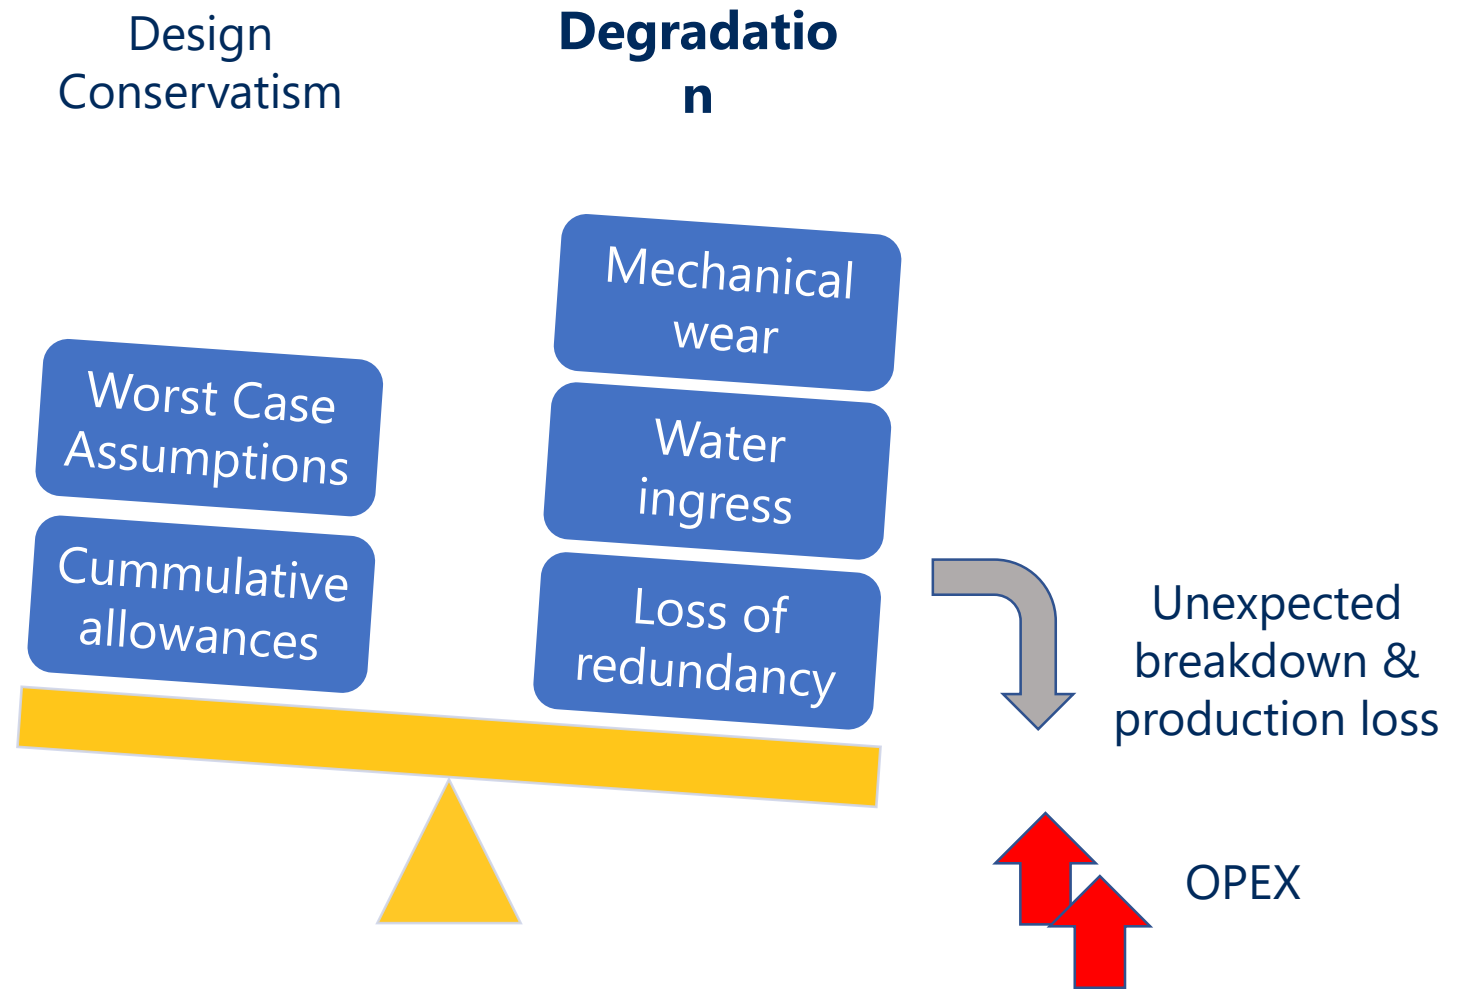 Design
Conservatism
Degradatio
n
Worst Case
Assumptions
Cummulative
allowances
Mechanical
wear
Water
ingress
Loss of
redundancy
Unexpected
breakdown &
production loss
OPEX